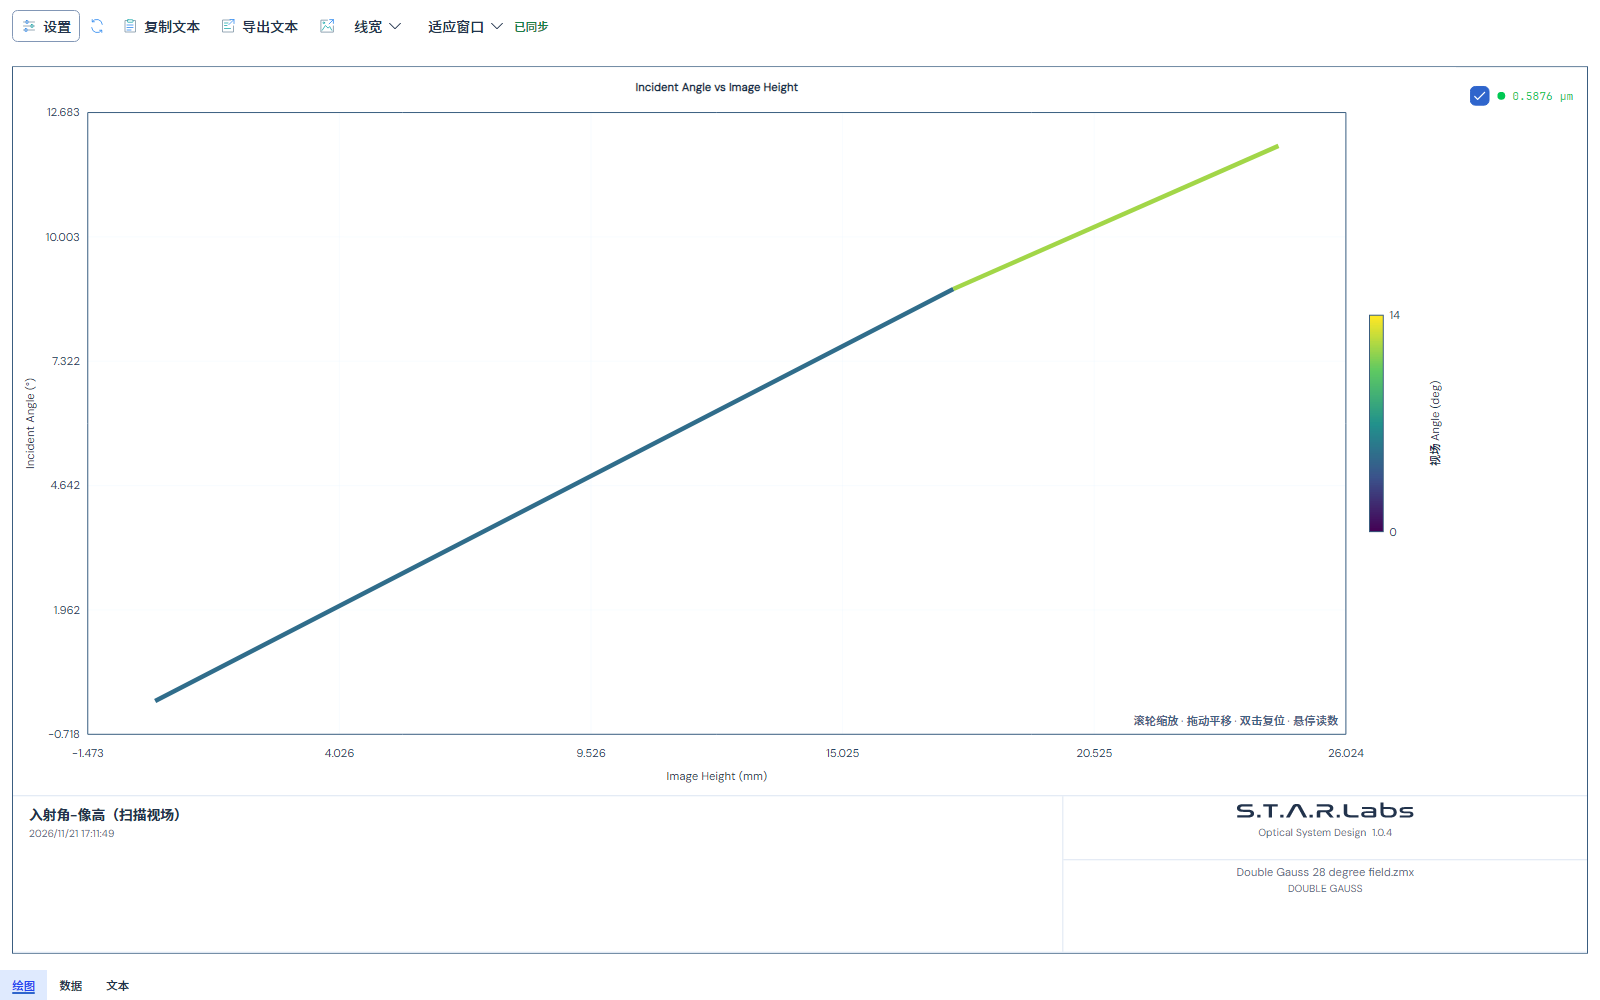 设置 复制文本 导出文本 线宽 适应窗口 已同步
Incident Angle vs Image Height
0.5876 µm
12.683
10.003
7.322
4.642
1.962
-0.718
Incident Angle (°)
-1.473 4.026 9.526 15.025 20.525 26.024
Image Height (mm)
滚轮缩放 · 拖动平移 · 双击复位 · 悬停读数
14
0
视场 Angle (deg)
入射角-像高（扫描视场）
2026/11/21 17:11:49
S.T.A.R.Labs
Optical System Design 1.0.4
Double Gauss 28 degree field.zmx
DOUBLE GAUSS
绘图 数据 文本